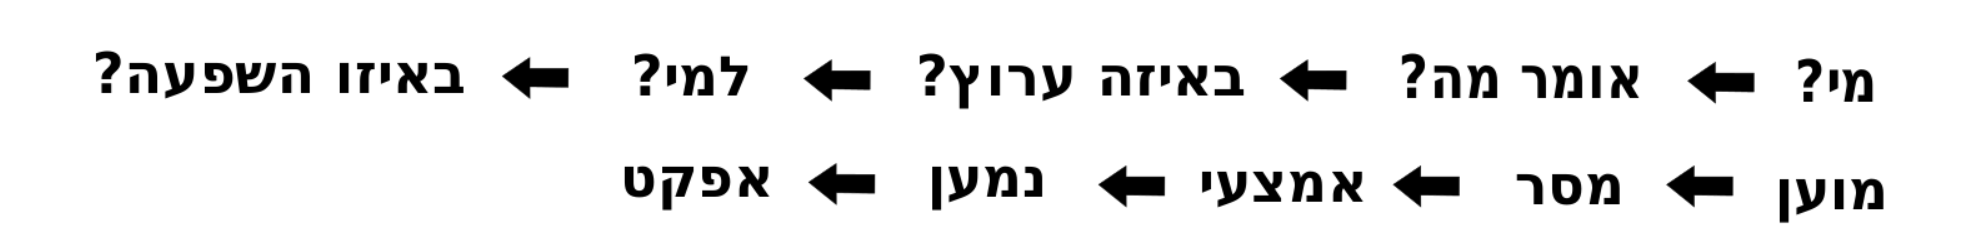 מי? ← אומר מה? ← באיזה ערוץ? ← למי? ← באיזו השפעה?
מוען ← מסר ← אמצעי ← נמען ← אפקט